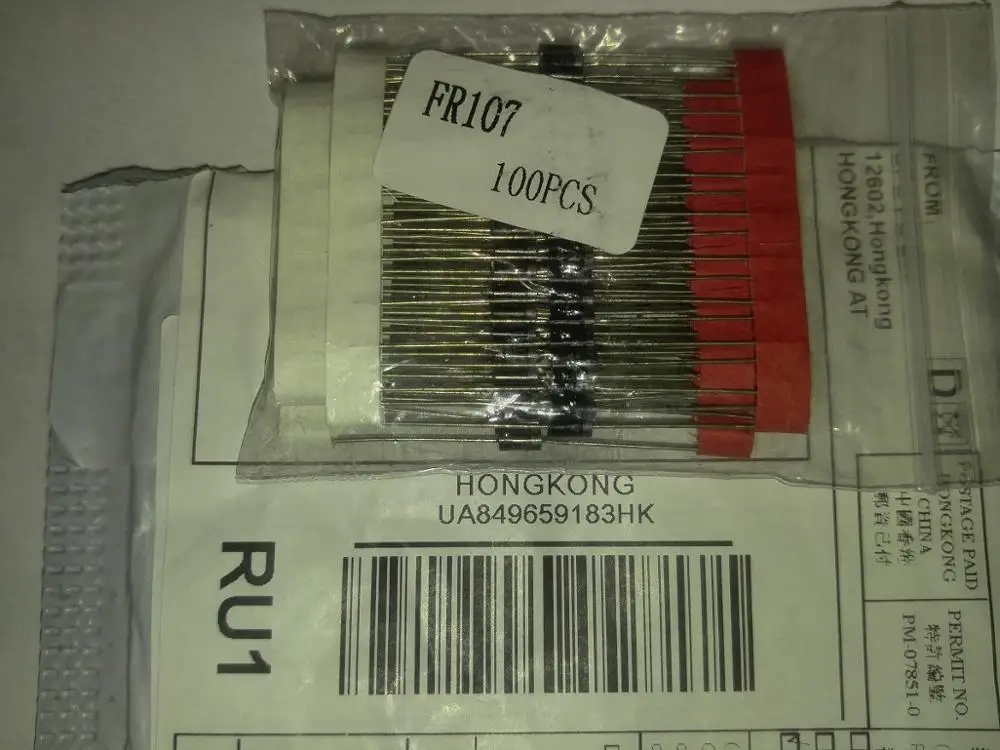 FR107
100PCS
FROM:
12602,Hongkong
HONGKONG AT
D
HONGKONG
UA849659183HK
RU1
POSTAGE PAID
HONGKONG
CHINA
中國香港
郵資已付
PERMIT NO.
特許編號
PM-07851-0